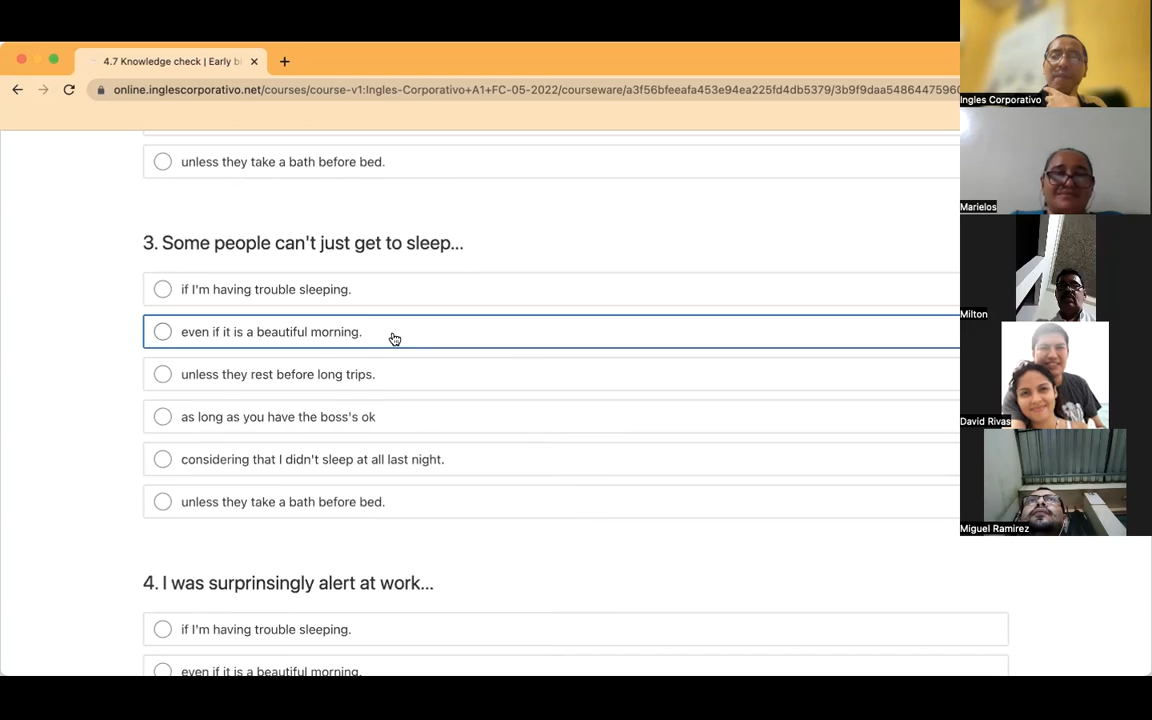 4.7 Knowledge check | Early bi
online.inglescorporativo.net/courses/course-v1:Ingles-Corporativo+A1+FC-05-2022/courseware/a3f56bfeeafa453e94ea225fd4db5379/3b9f9daa5486447596
Ingles Corporativo
unless they take a bath before bed.
Marielos
3. Some people can't just get to sleep...
if I'm having trouble sleeping.
Milton
even if it is a beautiful morning.
unless they rest before long trips.
as long as you have the boss's ok
David Rivas
considering that I didn't sleep at all last night.
unless they take a bath before bed.
Miguel Ramirez
4. I was surprinsingly alert at work...
if I'm having trouble sleeping.
even if it is a beautiful morning.